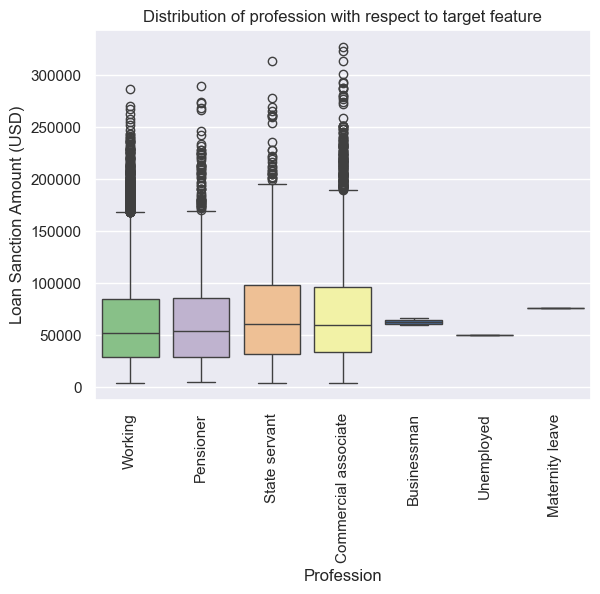 Distribution of profession with respect to target feature
Loan Sanction Amount (USD)
300000
250000
200000
150000
100000
50000
0
Working
Pensioner
State servant
Commercial associate
Businessman
Unemployed
Maternity leave
Profession